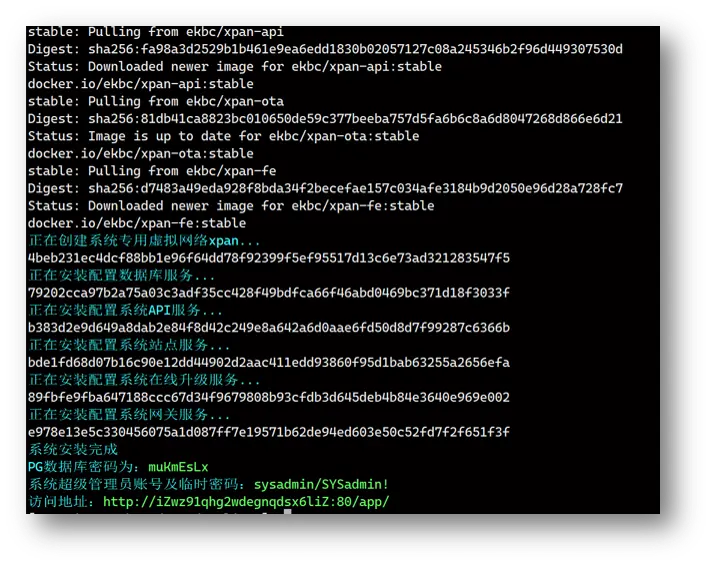 stable: Pulling from ekbc/xpan-api
Digest: sha256:fa98a3d2529b1b461e9ea6edd1830b02057127c08a245346b2f96d449307530d
Status: Downloaded newer image for ekbc/xpan-api:stable
docker.io/ekbc/xpan-api:stable
stable: Pulling from ekbc/xpan-ota
Digest: sha256:81db41ca8823bc010650de59c377beeba757d5fa6b6c8a6d8047268d866e6d21
Status: Image is up to date for ekbc/xpan-ota:stable
docker.io/ekbc/xpan-ota:stable
stable: Pulling from ekbc/xpan-fe
Digest: sha256:d7483a49eda928f8bda34f2becefae157c034afe3184b9d2050e96d28a728fc7
Status: Downloaded newer image for ekbc/xpan-fe:stable
docker.io/ekbc/xpan-fe:stable
正在创建系统专用虚拟网络xpan...
4beb231ec4dcf88bb1e96f64dd78f92399f5ef95517d13c6e73ad321283547f5
正在安装配置数据库服务...
79202cca97b2a75a03c3adf35cc428f49bdfca66f46abd0469bc371d18f3033f
正在安装配置系统API服务...
b383d2e9d649a8dab2e84f8d42c249e8a642a6d0aae6fd50d8d7f99287c6366b
正在安装配置系统站点服务...
bde1fd68d07b16c90e12dd44902d2aac411edd93860f95d1bab63255a2656efa
正在安装配置系统在线升级服务...
89fbfe9fba647188ccc67d34f9679808b93cfdb3d645deb4b84e3640e969e002
正在安装配置系统网关服务...
e978e13e5c330456075a1d087ff7e19571b62de94ed603e50c52fd7f2f651f3f
系统安装完成
PG数据库密码为：muKmEsLx
系统超级管理员账号及临时密码：sysadmin/SYSadmin!
访问地址：http://iZwz91qhg2wdegnqdsx6liZ:80/app/